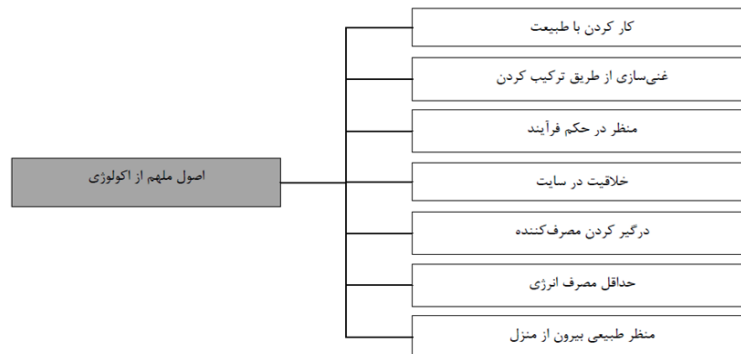 اصول ملهم از اکولوژی
کار کردن با طبیعت
غنی‌سازی از طریق ترکیب کردن
منظر در حکم فرآیند
خلاقیت در سایت
درگیر کردن مصرف‌کننده
حداقل مصرف انرژی
منظر طبیعی بیرون از منزل